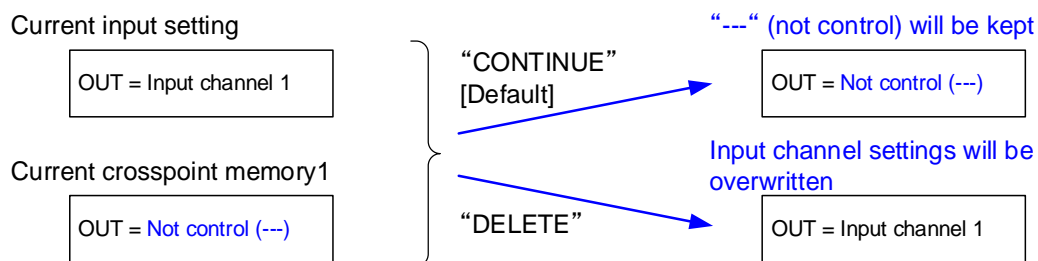 Current input setting
OUT = Input channel 1
Current crosspoint memory1
OUT = Not control (---)
“CONTINUE”
[Default]
“DELETE”
“---“ (not control) will be kept
OUT = Not control (---)
Input channel settings will be
overwritten
OUT = Input channel 1